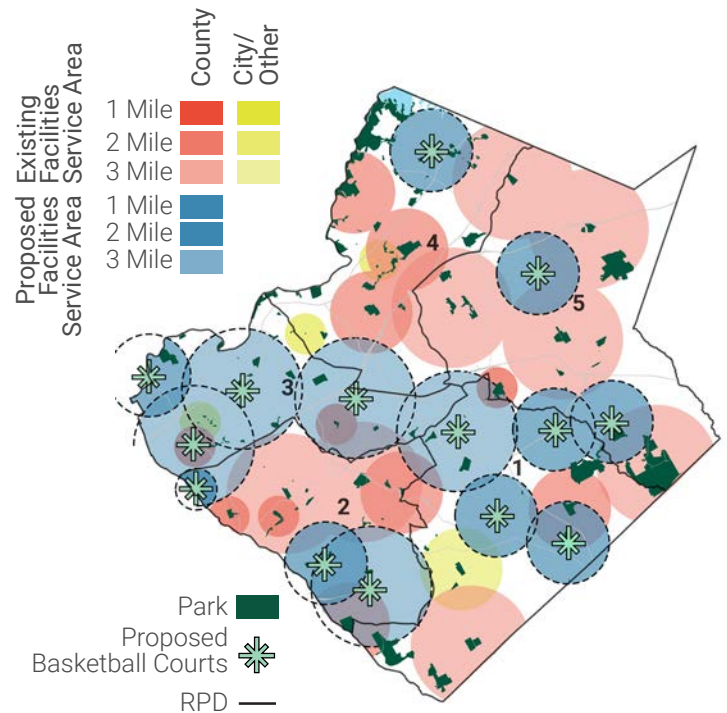 County
City/
Other
Existing
Facilities
Service Area
1 Mile
2 Mile
3 Mile
Proposed
Facilities
Service Area
1 Mile
2 Mile
3 Mile
4
5
3
1
2
Park
Proposed
Basketball Courts
RPD